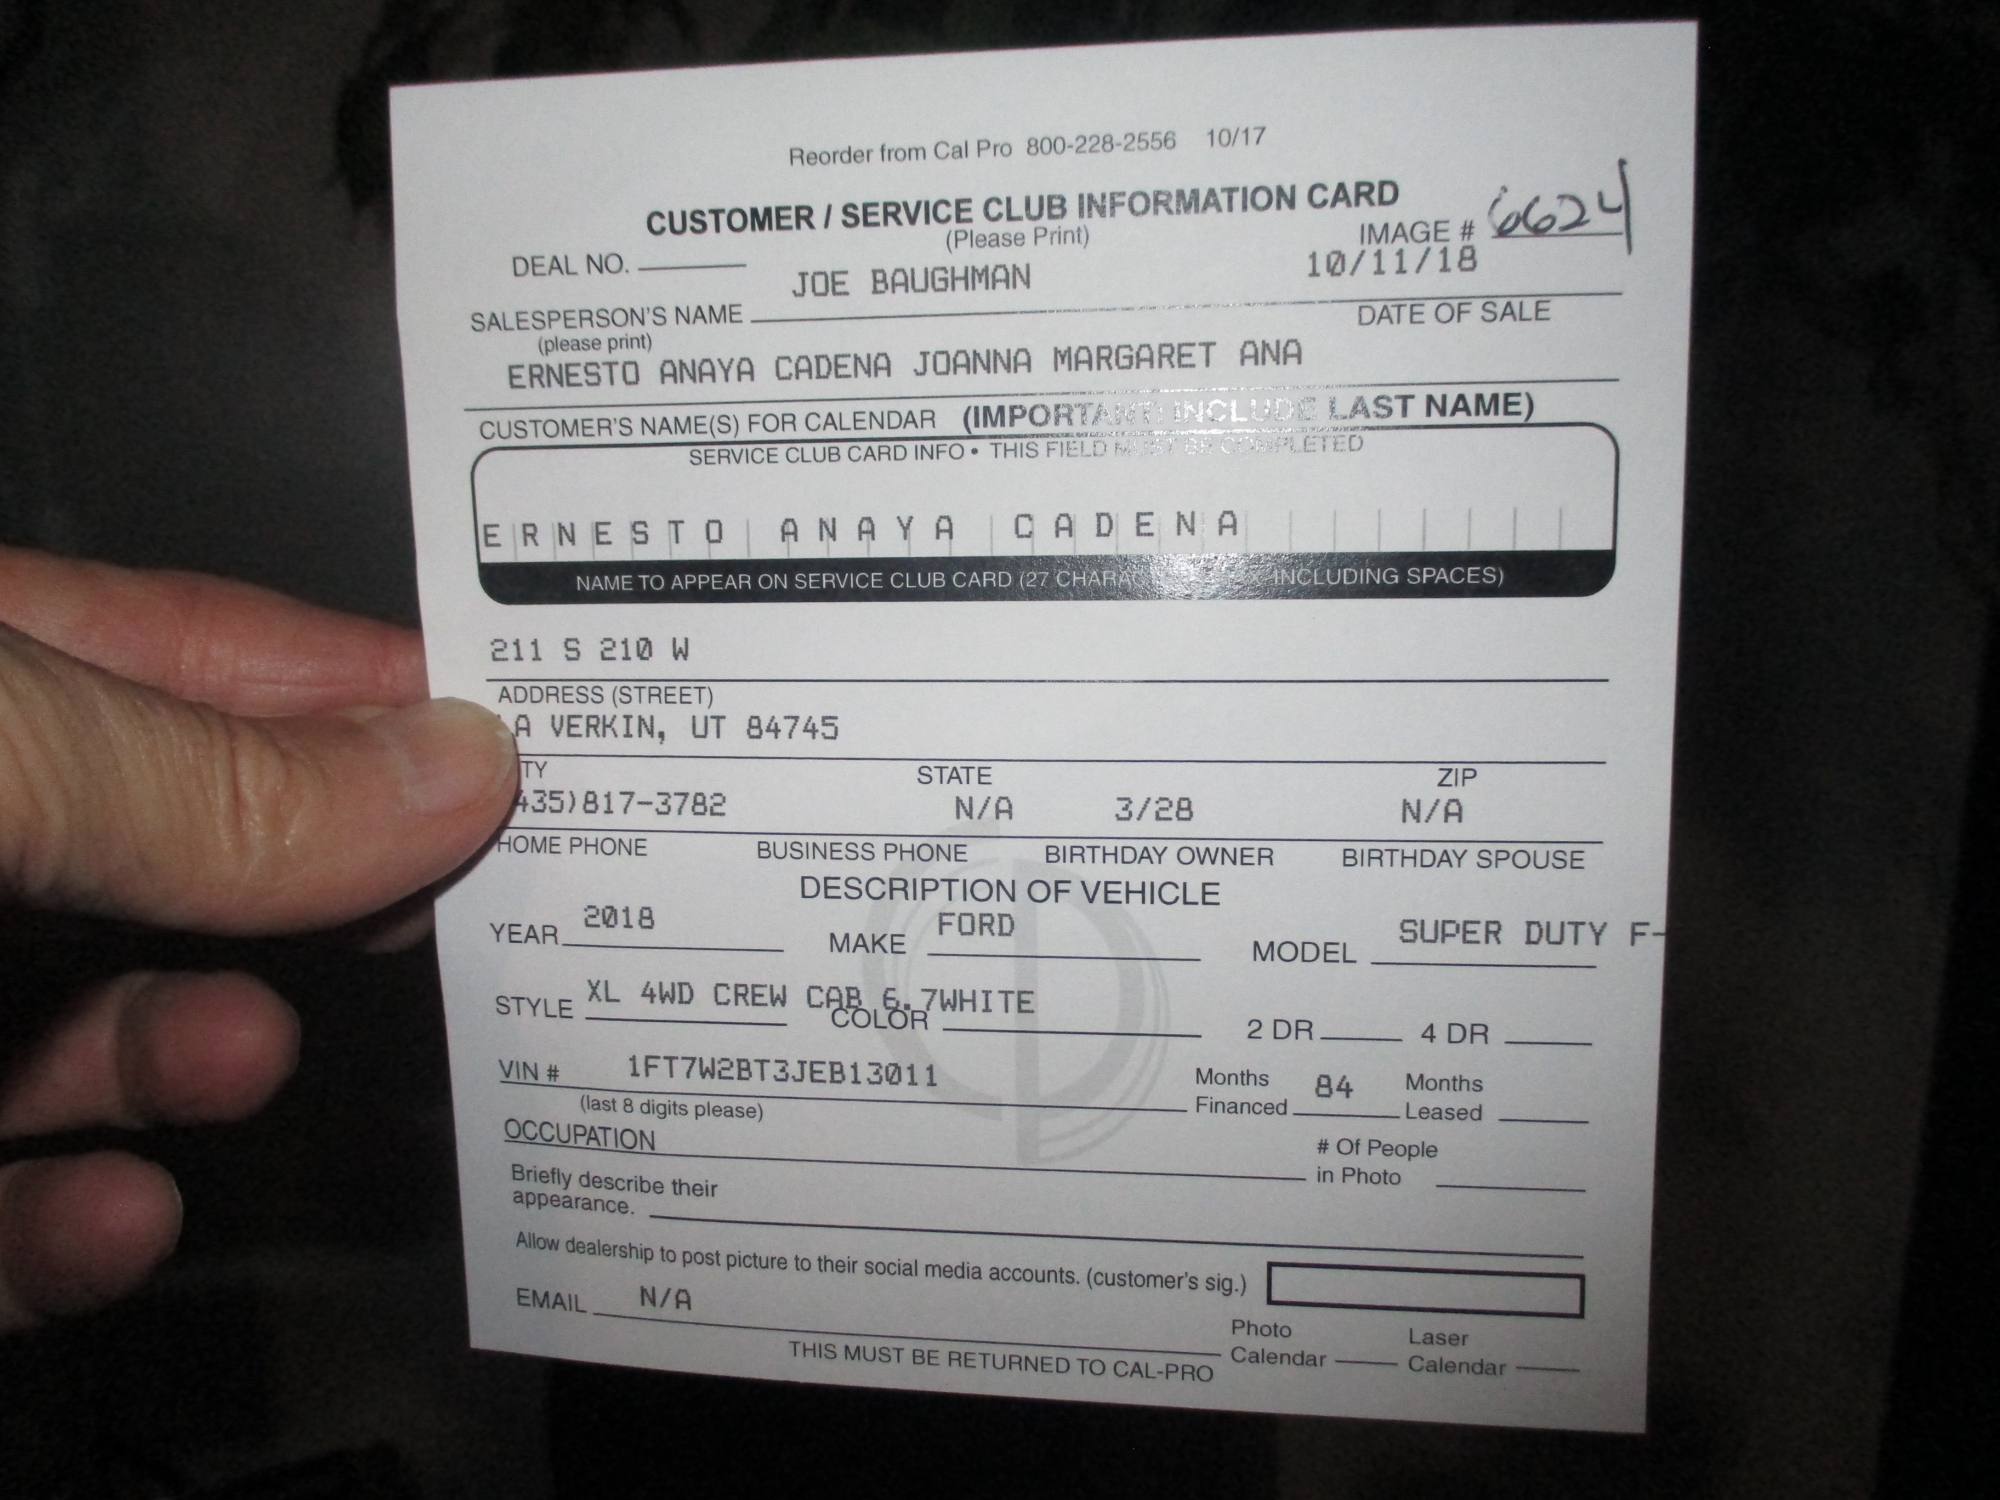 Reorder from Cal Pro 800-228-2556 10/17
CUSTOMER / SERVICE CLUB INFORMATION CARD
(Please Print)
IMAGE # 6624
DEAL NO.
JOE BAUGHMAN 10/11/18
SALESPERSON'S NAME DATE OF SALE
(please print)
ERNESTO ANAYA CADENA JOANNA MARGARET ANA
CUSTOMER'S NAME(S) FOR CALENDAR (IMPORTANT: INCLUDE LAST NAME)
SERVICE CLUB CARD INFO • THIS FIELD MUST BE COMPLETED
ERNESTO ANAYA CADENA
NAME TO APPEAR ON SERVICE CLUB CARD (27 INCLUDING SPACES)
211 S 210 W
ADDRESS (STREET)
A VERKIN, UT 84745
TY STATE ZIP
435)817-3782 N/A 3/28 N/A
HOME PHONE BUSINESS PHONE BIRTHDAY OWNER BIRTHDAY SPOUSE
DESCRIPTION OF VEHICLE
YEAR 2018 MAKE FORD MODEL SUPER DUTY F-
STYLE XL 4WD CREW CAB 6.7WHITE
COLOR 2 DR 4 DR
VIN # 1FT7W2BT3JEB13011 Months Financed 84 Months Leased
(last 8 digits please)
OCCUPATION # Of People in Photo
Briefly describe their
appearance.
Allow dealership to post picture to their social media accounts. (customer's sig.)
EMAIL N/A
Photo Calendar Laser Calendar
THIS MUST BE RETURNED TO CAL-PRO